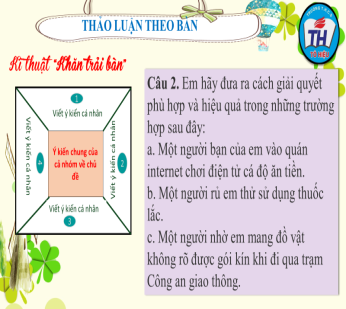 THẢO LUẬN THEO BÀN
TH
Kĩ thuật "Khăn trải bàn"
1
Viết ý kiến cá nhân
Viết ý kiến cá nhân
4
Ý kiến chung của
cả nhóm về chủ
đề
2
Viết ý kiến cá nhân
Viết ý kiến cá nhân
3
Câu 2. Em hãy đưa ra cách giải quyết
phù hợp và hiệu quả trong những trường
hợp sau đây:
a. Một người bạn của em vào quán
internet chơi điện tử cá độ ăn tiền.
b. Một người rủ em thử sử dụng thuốc
lắc.
c. Một người nhờ em mang đồ vật
không rõ được gói kín khi đi qua trạm
Công an giao thông.